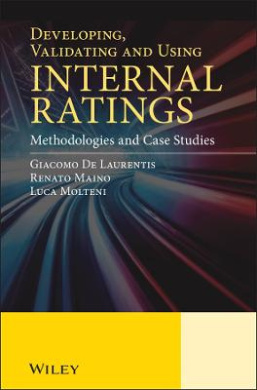 DEVELOPING,
VALIDATING AND USING
INTERNAL
RATINGS
Methodologies and Case Studies
GIACOMO DE LAURENTIS
RENATO MAINO
LUCA MOLTENI
WILEY